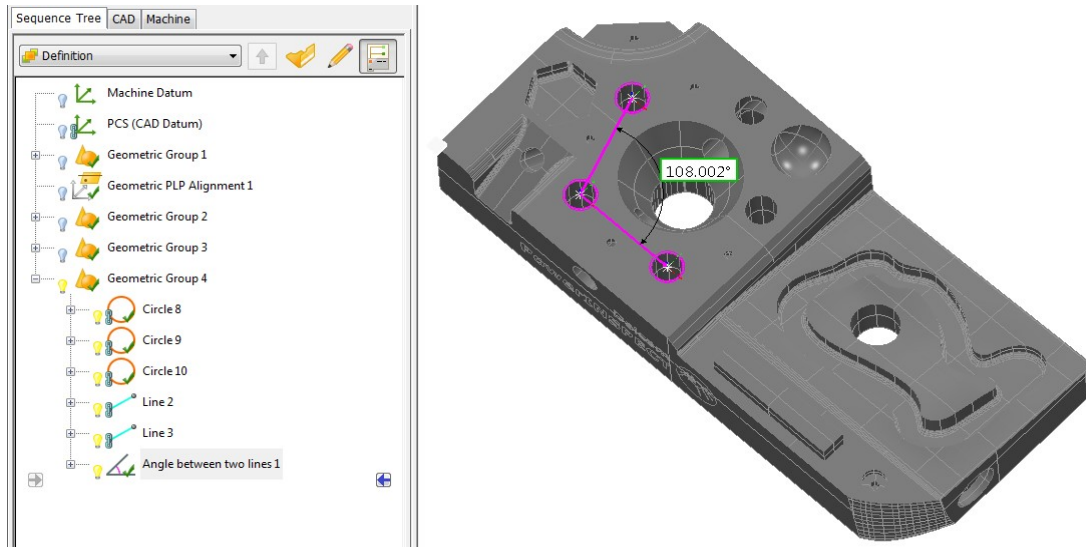 Sequence Tree
CAD
Machine
Definition
Machine Datum
PCS (CAD Datum)
Geometric Group 1
Geometric PLP Alignment 1
Geometric Group 2
Geometric Group 3
Geometric Group 4
Circle 8
Circle 9
Circle 10
Line 2
Line 3
Angle between two lines 1
108.002°
Delcam
PowerINSPECT